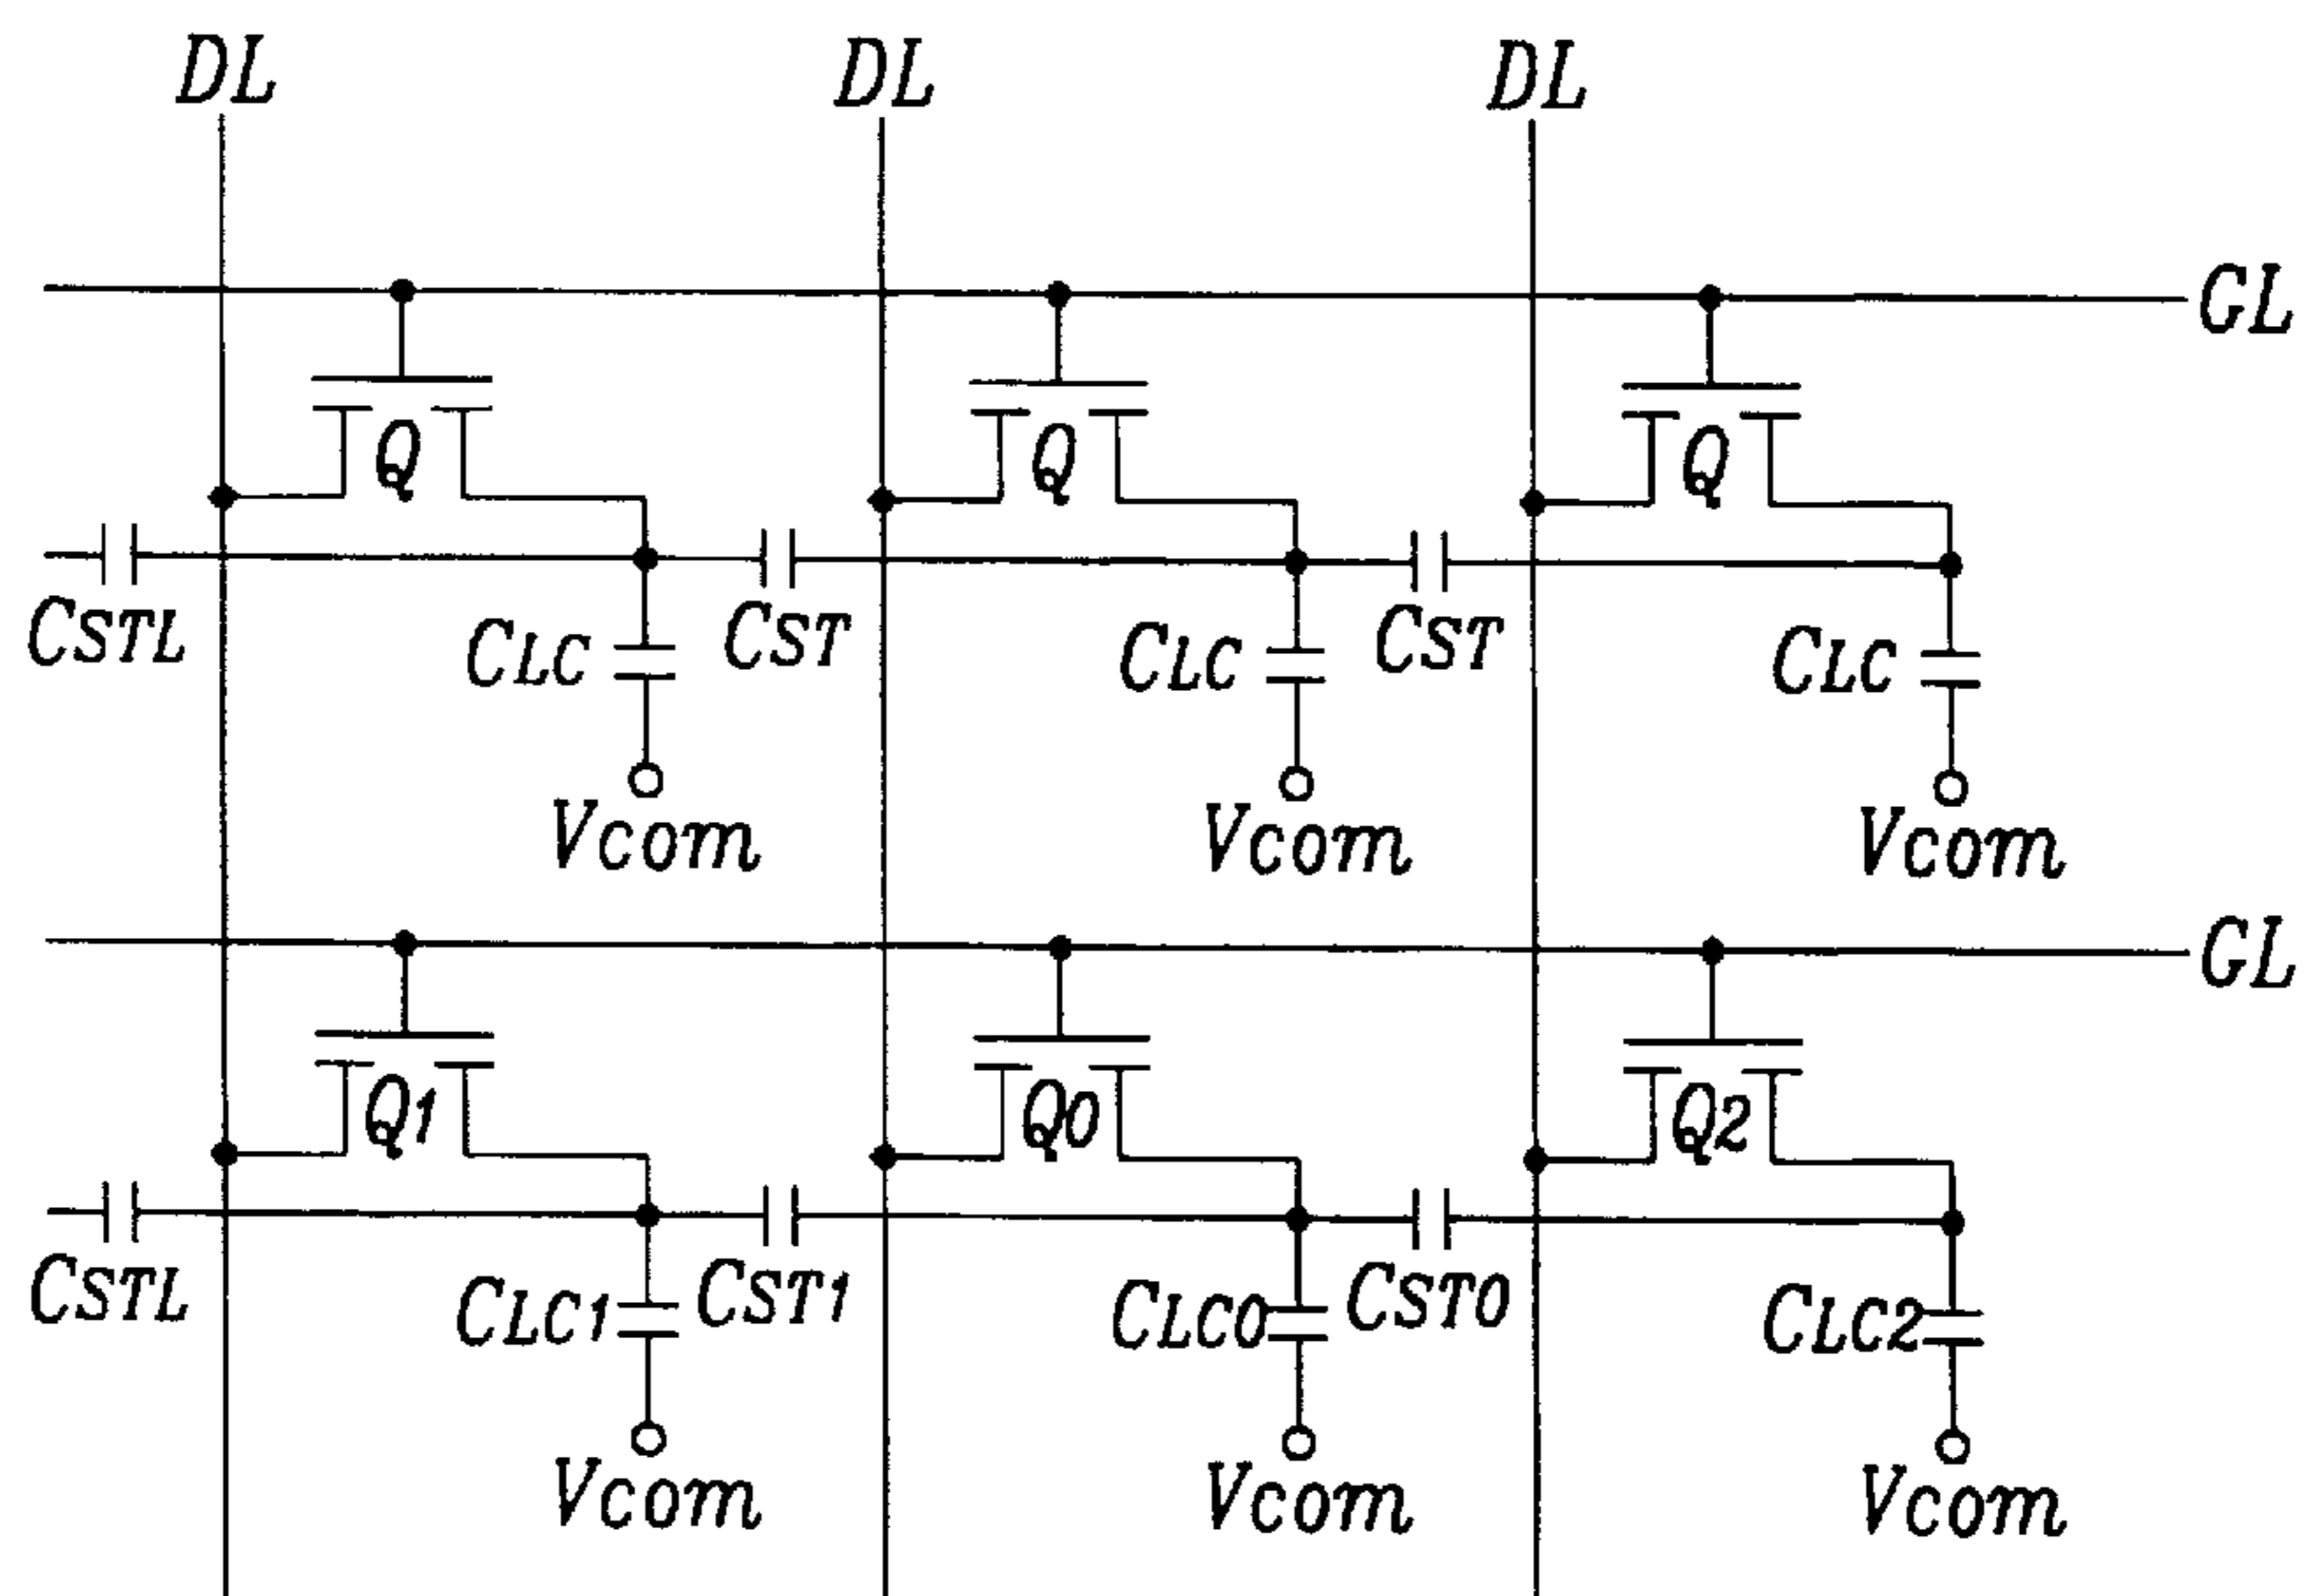 DL DL DL
GL
Q Q Q
CSTL CLC CST CLC CST CLC
Vcom Vcom Vcom
GL
Q1 Q0 Q2
CSTL CLC1 CST1 CLC0 CST0 CLC2
Vcom Vcom Vcom